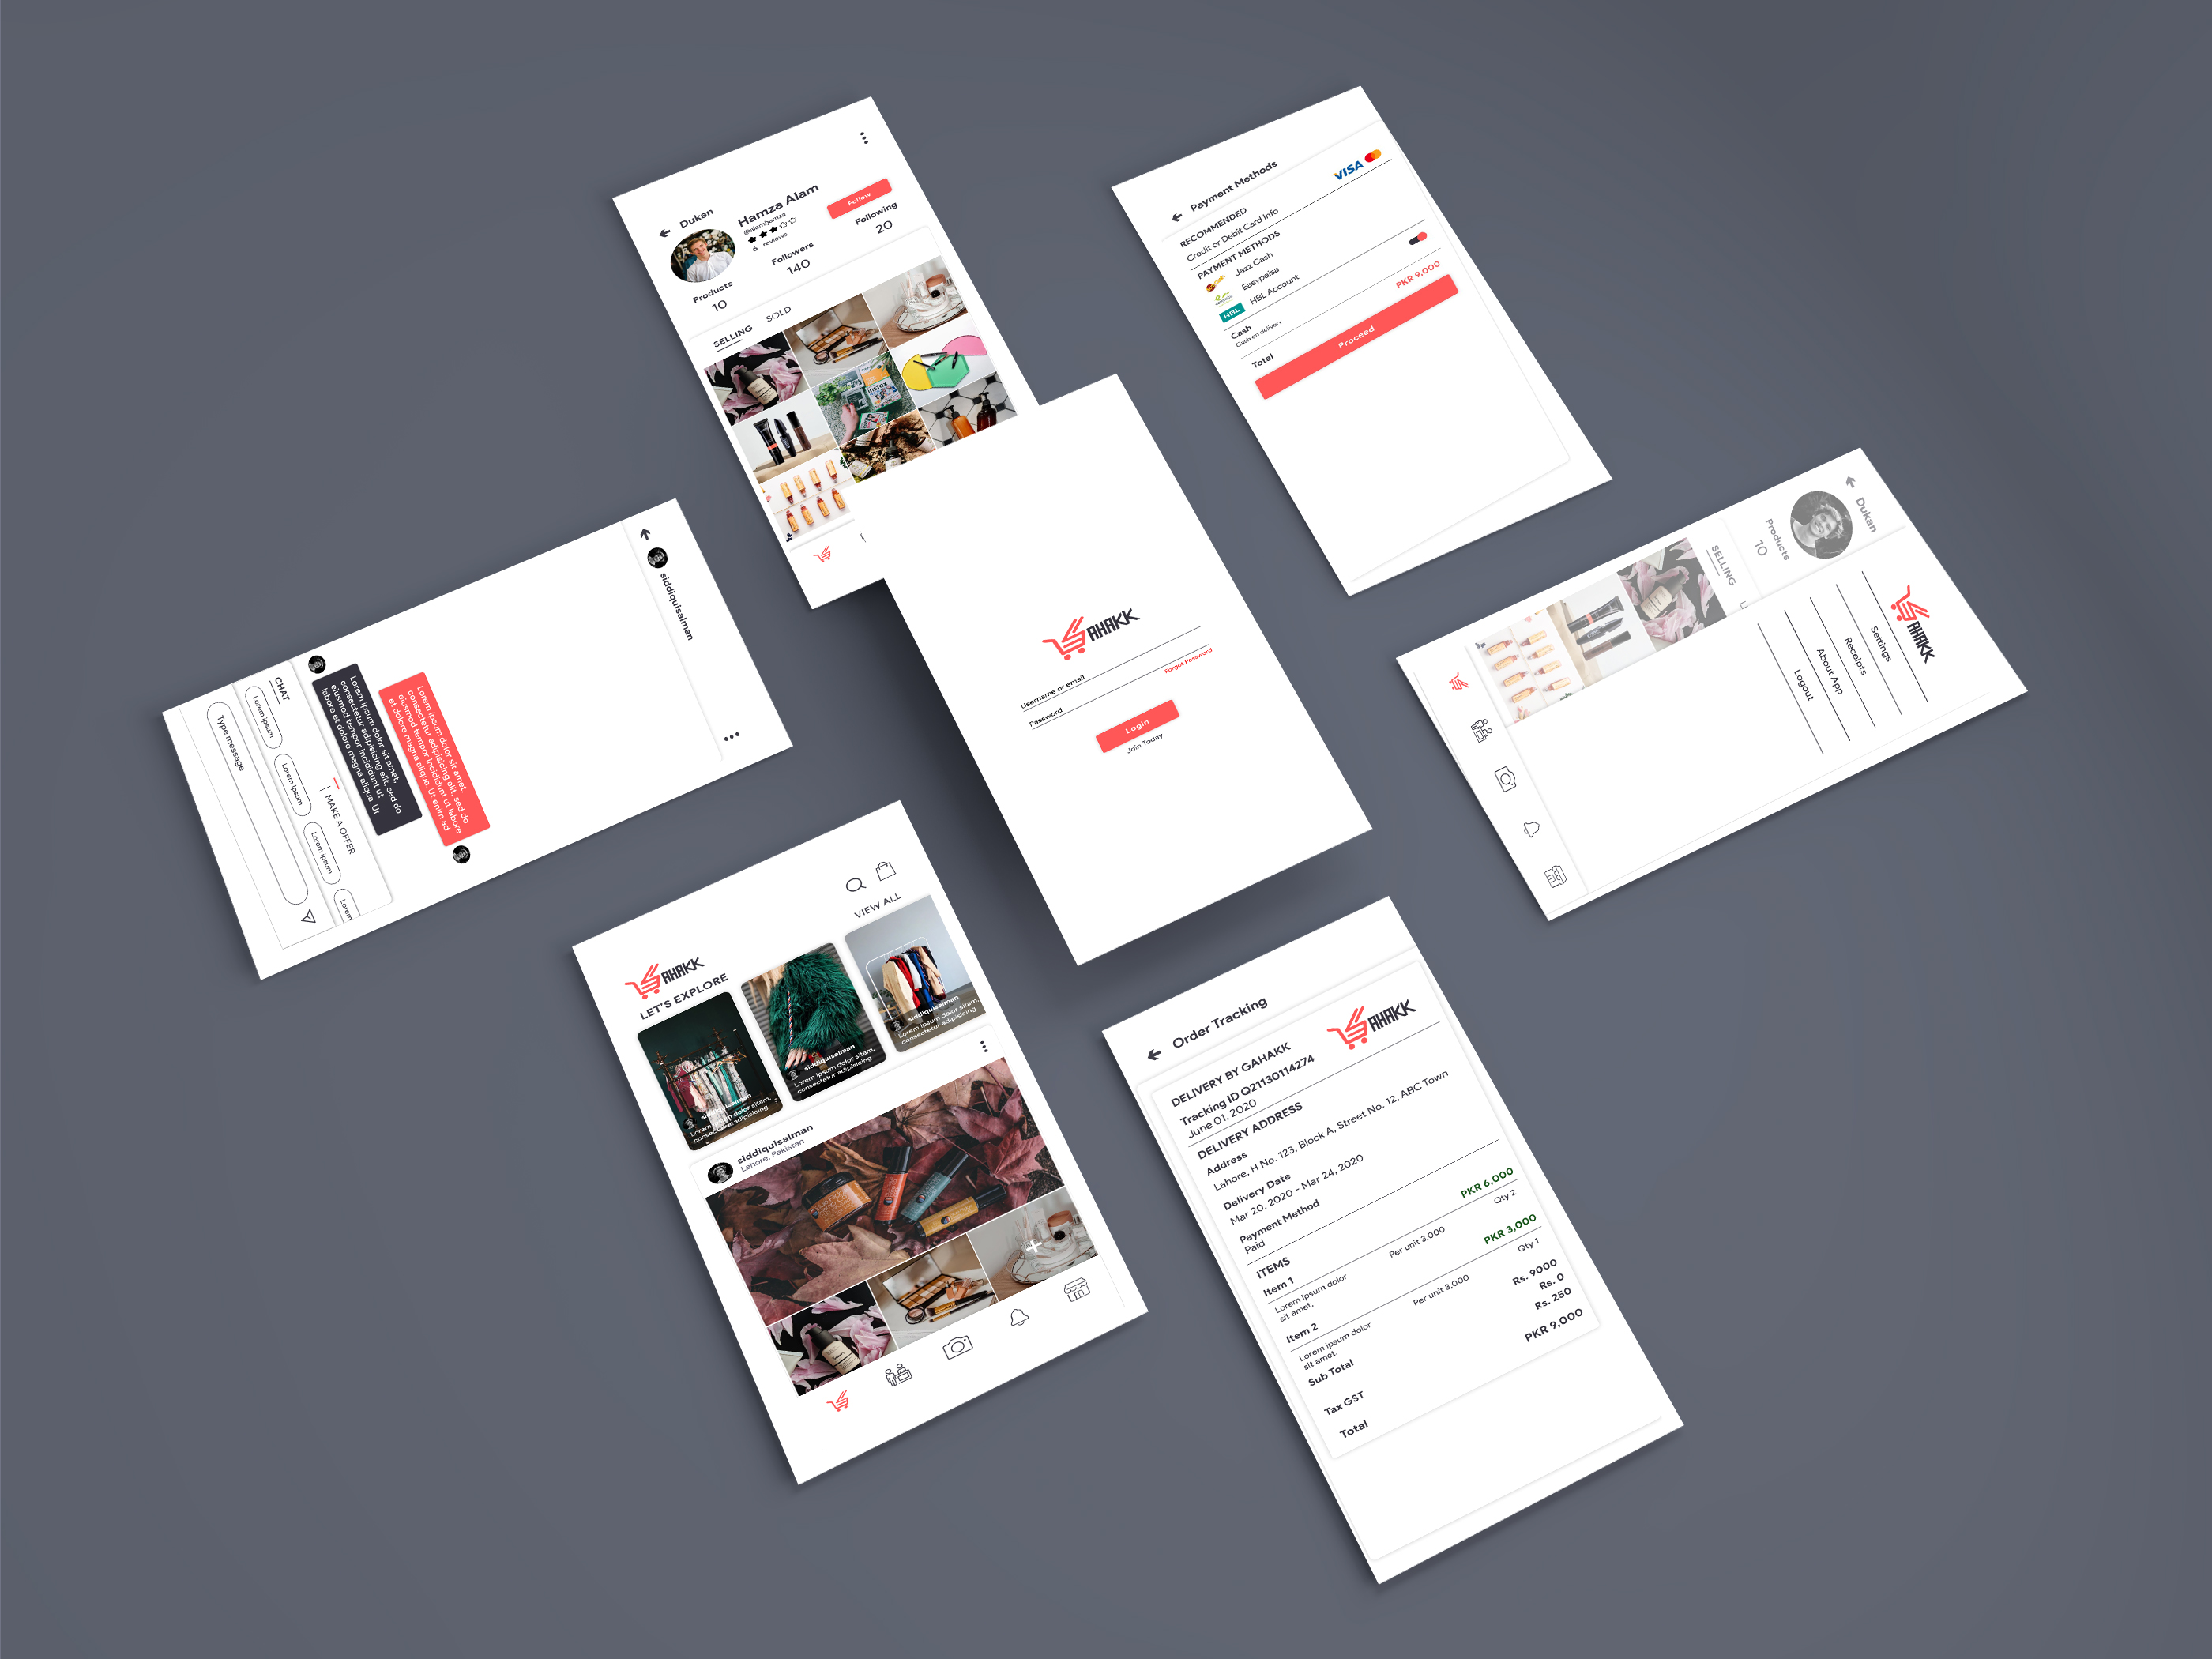 Dukan
Hamza Alam
@alamhamza
6 reviews
Follow
Products
10
Followers
140
Following
20
SELLING
SOLD
instax
Payment Methods
RECOMMENDED
Credit or Debit Card Info
VISA
PAYMENT METHODS
Jazz Cash
Easypaisa
HBL
HBL Account
Cash
Cash on delivery
Total
PKR 9,000
Proceed
siddiquisalman
Lorem ipsum dolor sit amet,
consectetur adipisicing elit, sed do
eiusmod tempor incididunt ut labore
et dolore magna aliqua. Ut enim ad
Lorem ipsum dolor sit amet,
consectetur adipisicing elit, sed do
eiusmod tempor incididunt ut
labore et dolore magna aliqua. Ut
CHAT
MAKE A OFFER
Lorem ipsum
Lorem ipsum
Lorem ipsum
Lorem
Type message
AHAKK
Username or email
Password
Forgot Password
Login
Join Today
Dukan
Products
10
SELLING
AHAKK
Settings
Receipts
About App
Logout
AHAKK
LET'S EXPLORE
VIEW ALL
siddiquisalman
Lorem ipsum dolor sitam,
consectetur adipisicing
siddiquisalman
Lorem ipsum dolor sitam,
consectetur adipisicing
siddiquisalman
Lorem ipsum dolor sitam,
consectetur adipisicing
siddiquisalman
Lahore, Pakistan
Order Tracking
AHAKK
DELIVERY BY GAHAKK
Tracking ID Q21130114274
June 01, 2020
DELIVERY ADDRESS
Address
Lahore, H No. 123, Block A, Street No. 12, ABC Town
Delivery Date
Mar 20, 2020 - Mar 24, 2020
Payment Method
Paid
ITEMS
Item 1
PKR 6,000
Lorem ipsum dolor
sit amet,
Per unit 3,000
Qty 2
Item 2
PKR 3,000
Lorem ipsum dolor
sit amet,
Per unit 3,000
Qty 1
Sub Total
Rs. 9000
Rs. 0
Tax GST
Rs. 250
Total
PKR 9,000